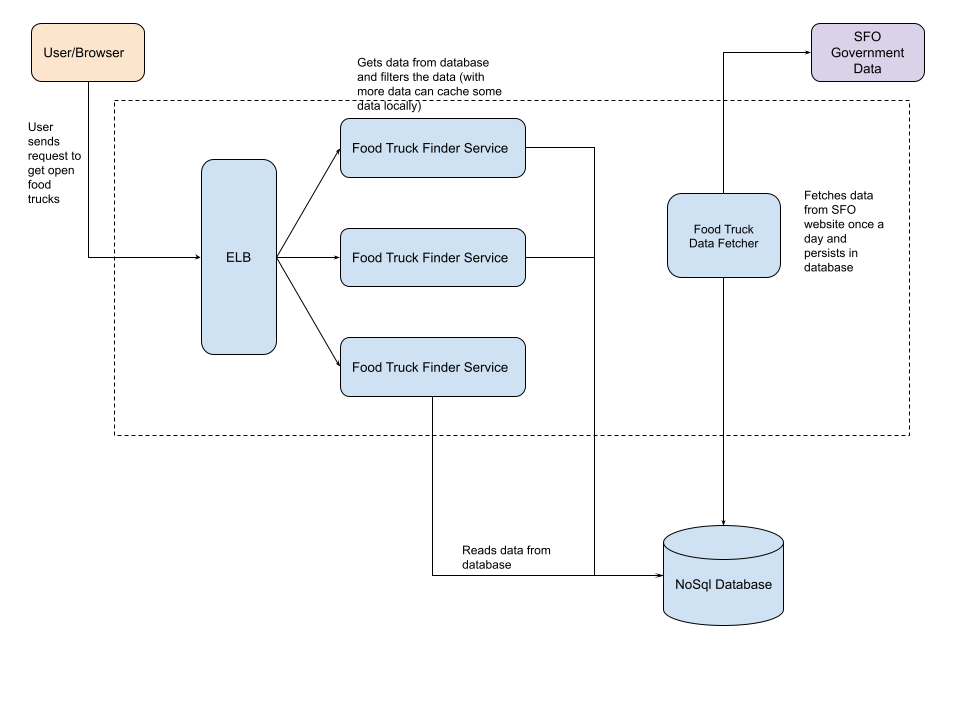 User/Browser
SFO
Government
Data
Gets data from database
and filters the data (with
more data can cache some
data locally)
User
sends
request to
get open
food
trucks
Food Truck Finder Service
ELB
Food Truck Finder Service
Food Truck Finder Service
Food Truck
Data Fetcher
Fetches data
from SFO
website once a
day and
persists in
database
Reads data from
database
NoSql Database